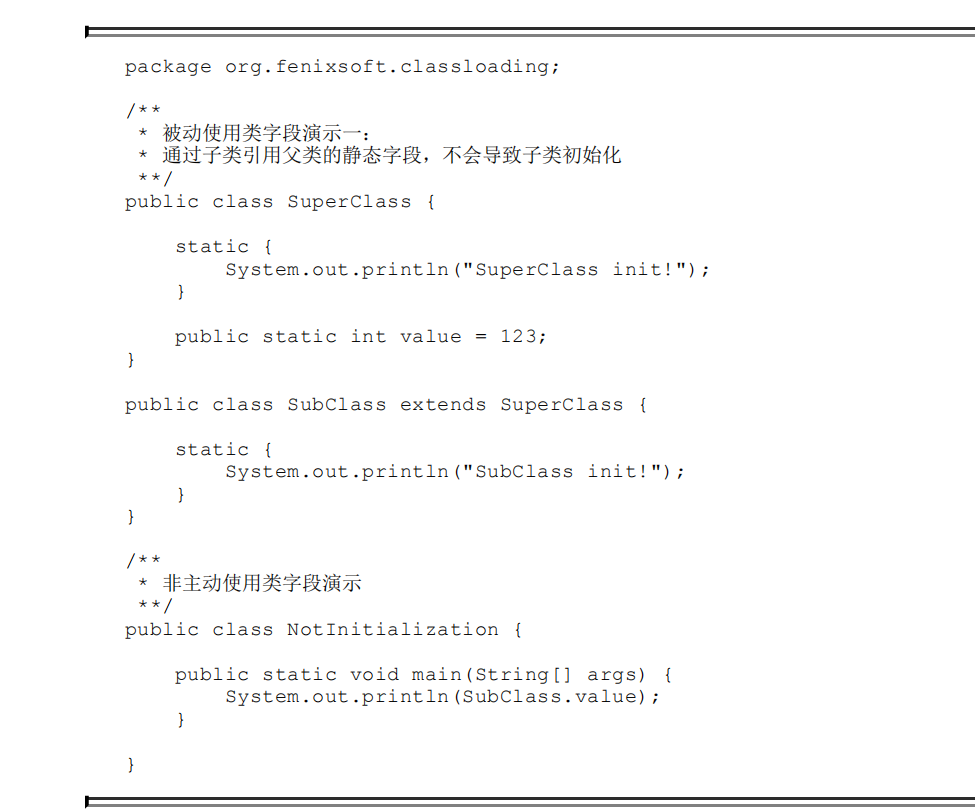 package org.fenixsoft.classloading;
/**
 * 被动使用类字段演示一：
 * 通过子类引用父类的静态字段，不会导致子类初始化
 **/
public class SuperClass {
    static {
        System.out.println("SuperClass init!");
    }
    public static int value = 123;
}
public class SubClass extends SuperClass {
    static {
        System.out.println("SubClass init!");
    }
}
/**
 * 非主动使用类字段演示
 **/
public class NotInitialization {
    public static void main(String[] args) {
        System.out.println(SubClass.value);
    }
}